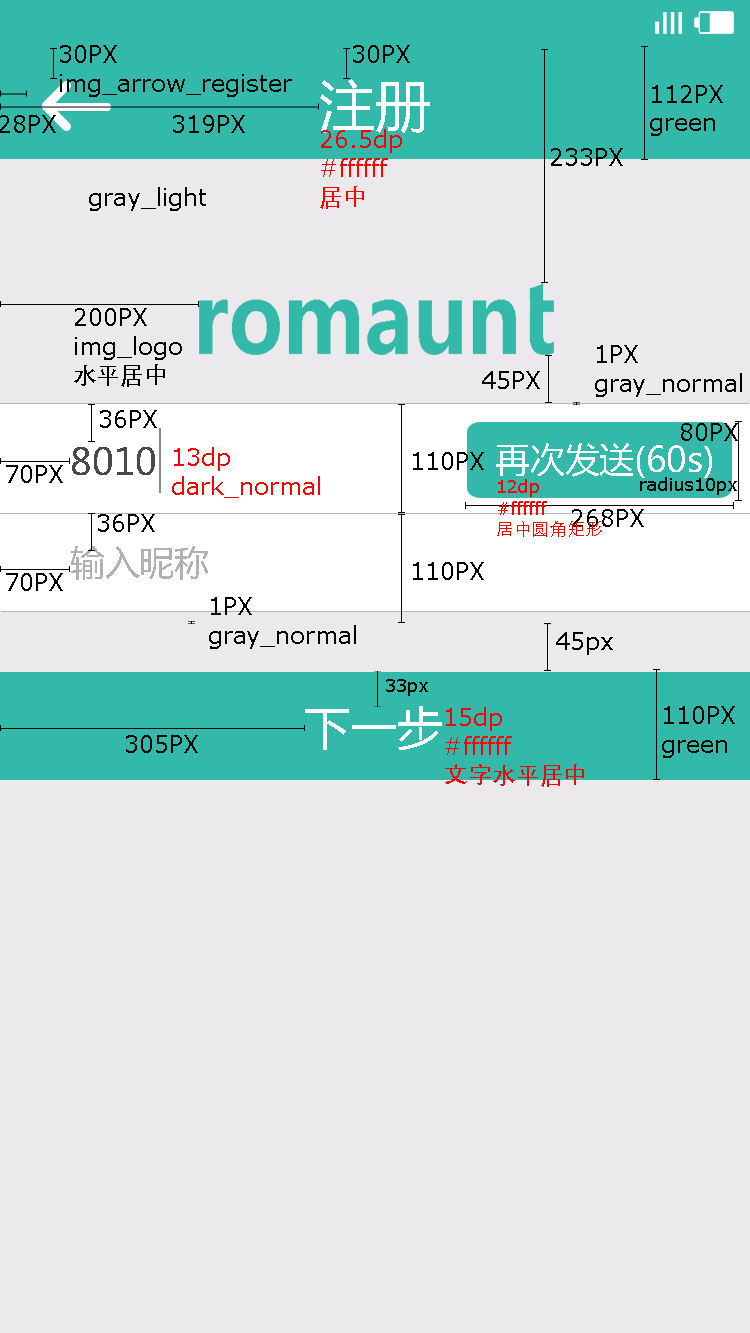 30PX
30PX
img_arrow_register
注册
112PX
green
28PX
319PX
26.5dp
#ffffff
居中
233PX
gray_light
romaunt
200PX
img_logo
水平居中
1PX
gray_normal
45PX
36PX
80PX
8010
13dp
dark_normal
70PX
110PX
再次发送(60s)
12dp
#ffffff
居中圆角矩形
radius10px
268PX
36PX
输入昵称
70PX
110PX
1PX
gray_normal
45px
33px
下一步
15dp
#ffffff
文字水平居中
110PX
green
305PX